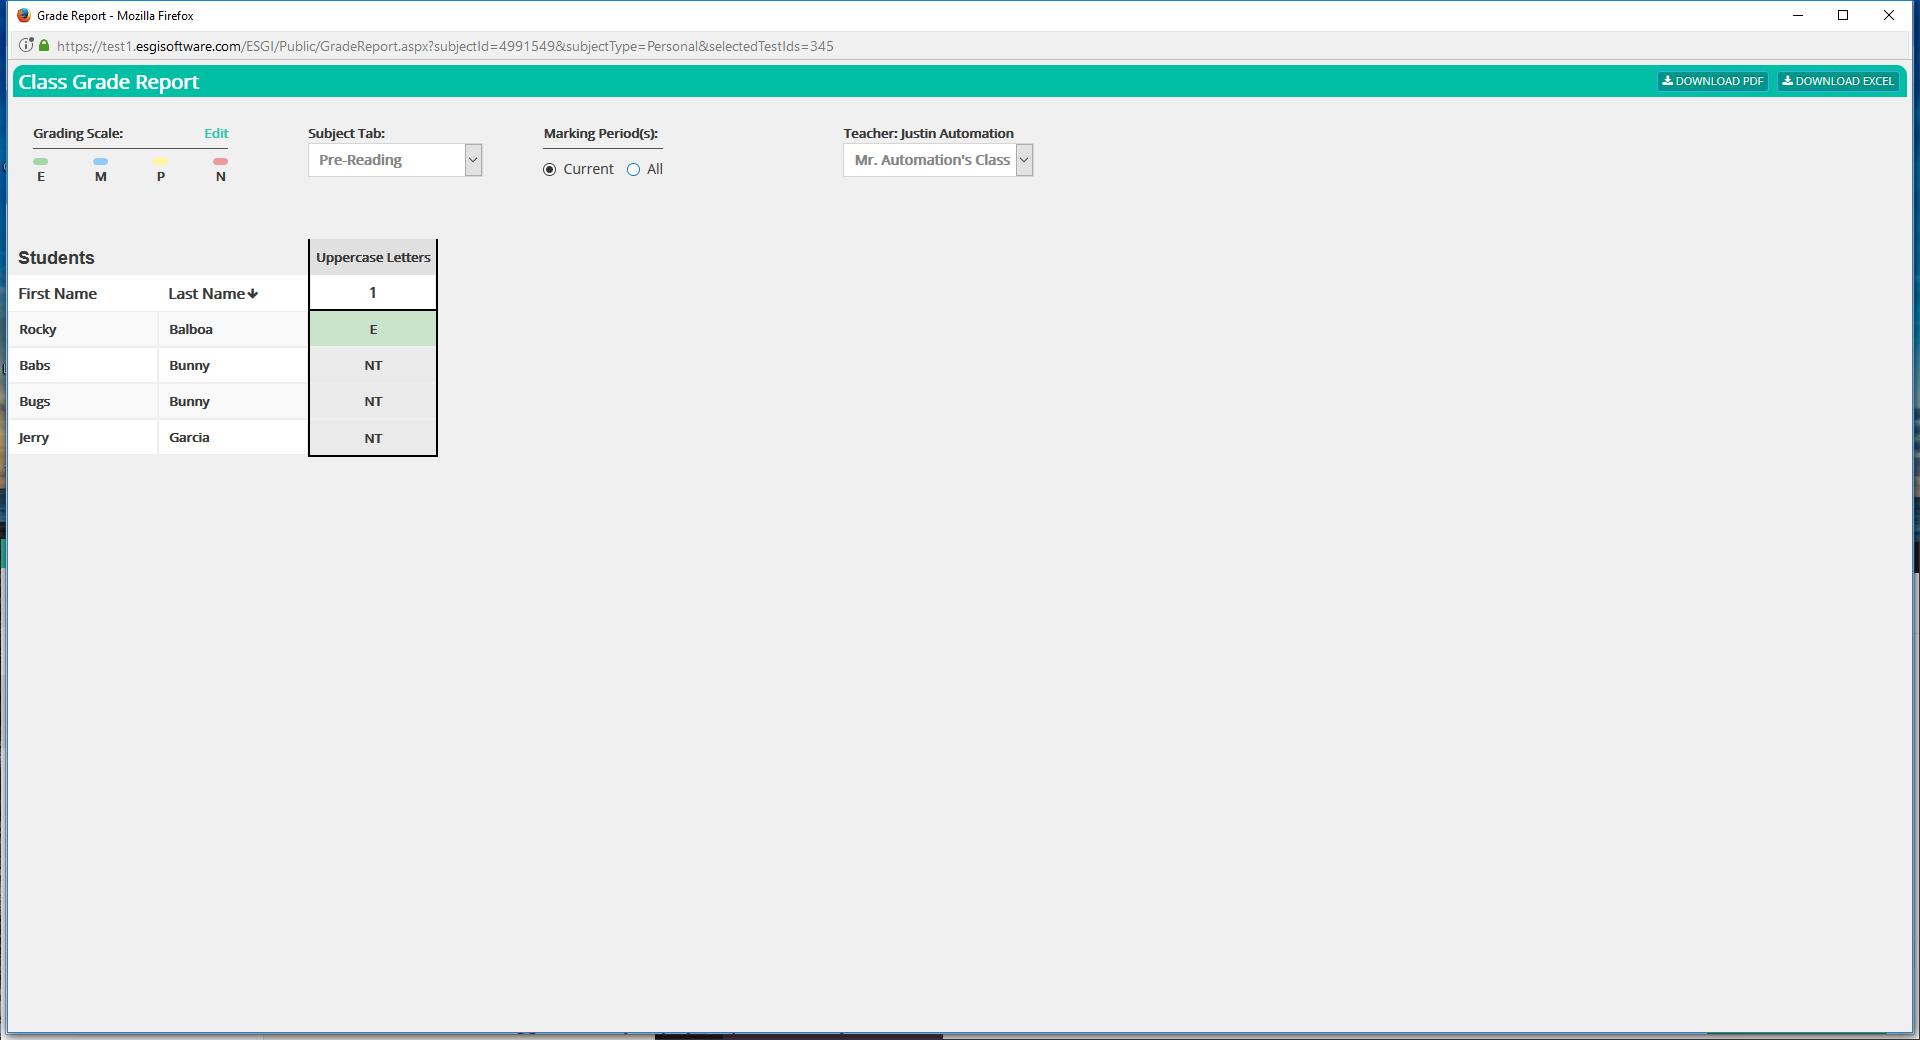 Grade Report - Mozilla Firefox
https://test1.esgisoftware.com/ESGI/Public/GradeReport.aspx?subjectId=4991549&subjectType=Personal&selectedTestIds=345
Class Grade Report
DOWNLOAD PDF DOWNLOAD EXCEL
Grading Scale: Edit Subject Tab: Marking Period(s): Teacher: Justin Automation
Pre-Reading Current All Mr. Automation's Class
E M P N
Students Uppercase Letters
First Name Last Name 1
Rocky Balboa E
Babs Bunny NT
Bugs Bunny NT
Jerry Garcia NT